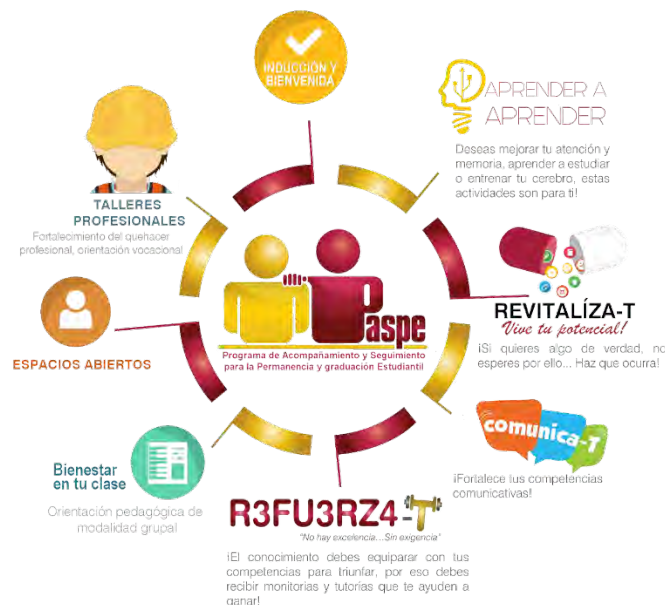 INDUCCIÓN Y
BIENVENIDA
APRENDER A
APRENDER
Deseas mejorar tu atención y
memoria, aprender a estudiar
o entrenar tu cerebro, estas
actividades son para ti!
REVITALÍZA-T
Vive tu potencial!
¡Si quieres algo de verdad, no
esperes por ello... Haz que ocurra!
comunica-T
¡Fortalece tus competencias
comunicativas!
R3FU3RZ4-T
"No hay excelencia...Sin exigencia"
¡El conocimiento debes equiparar con tus
competencias para triunfar, por eso debes
recibir monitorias y tutorias que te ayuden a
ganar!
Bienestar
en tu clase
Orientación pedagógica de
modalidad grupal
ESPACIOS ABIERTOS
TALLERES
PROFESIONALES
Fortalecimiento del quehacer
profesional, orientación vocacional
Paspe
Programa de Acompañamiento y Seguimiento
para la Permanencia y graduación Estudiantil